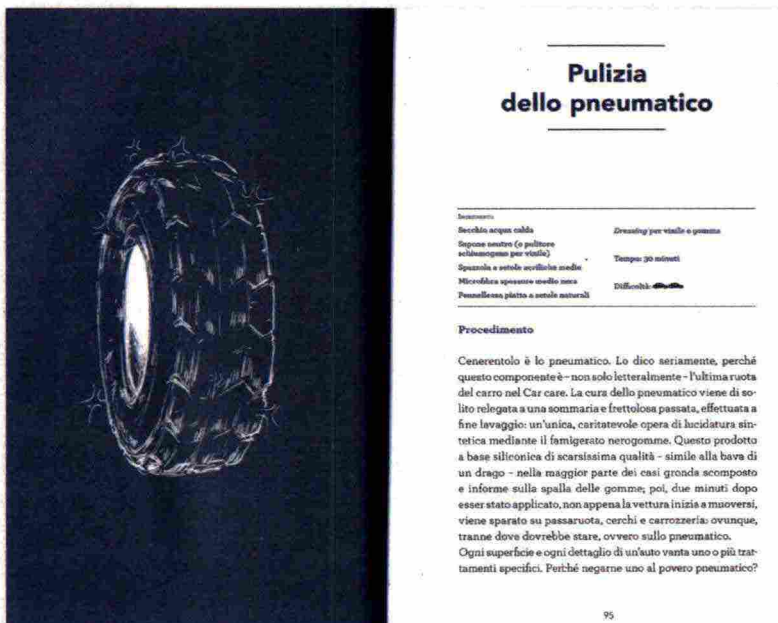 Pulizia
dello pneumatico
Secchio acqua calda
Sapone neutro (o pulitore
schiumogeno per vinile)
Spazzola a setole acriliche medie
Microfibra spessore medio nera
Pennellessa piatta a setole naturali
Dressing per vinile e gomma
Tempo: 30 minuti
Difficoltà:
Procedimento
Cenerentolo è lo pneumatico. Lo dico seriamente, perché
questo componente è – non solo letteralmente – l'ultima ruota
del carro nel Car care. La cura dello pneumatico viene di so-
lito relegata a una sommaria e frettolosa passata, effettuata a
fine lavaggio: un'unica, caritatevole opera di lucidatura sin-
tetica mediante il famigerato nerogomme. Questo prodotto
a base siliconica di scarsissima qualità – simile alla bava di
un drago – nella maggior parte dei casi gronda scomposto
e informe sulla spalla delle gomme; poi, due minuti dopo
esser stato applicato, non appena la vettura inizia a muoversi,
viene sparato su passaruota, cerchi e carrozzeria: ovunque,
tranne dove dovrebbe stare, ovvero sullo pneumatico.
Ogni superficie e ogni dettaglio di un'auto vanta uno o più trat-
tamenti specifici. Perché negarne uno al povero pneumatico?
95